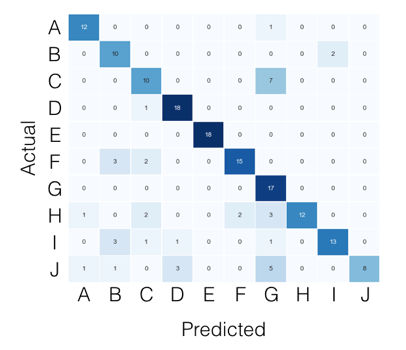 A 12 0 0 0 0 0 1 0 0 0
B 0 10 0 0 0 0 0 0 2 0
C 0 0 10 0 0 0 7 0 0 0
D 0 0 1 18 0 0 0 0 0 0
E 0 0 0 0 18 0 0 0 0 0
F 0 3 2 0 0 15 0 0 0 0
G 0 0 0 0 0 0 17 0 0 0
H 1 0 2 0 0 2 3 12 0 0
I 0 3 1 1 0 0 1 0 13 0
J 1 1 0 3 0 0 5 0 0 8
A B C D E F G H I J
Actual
Predicted